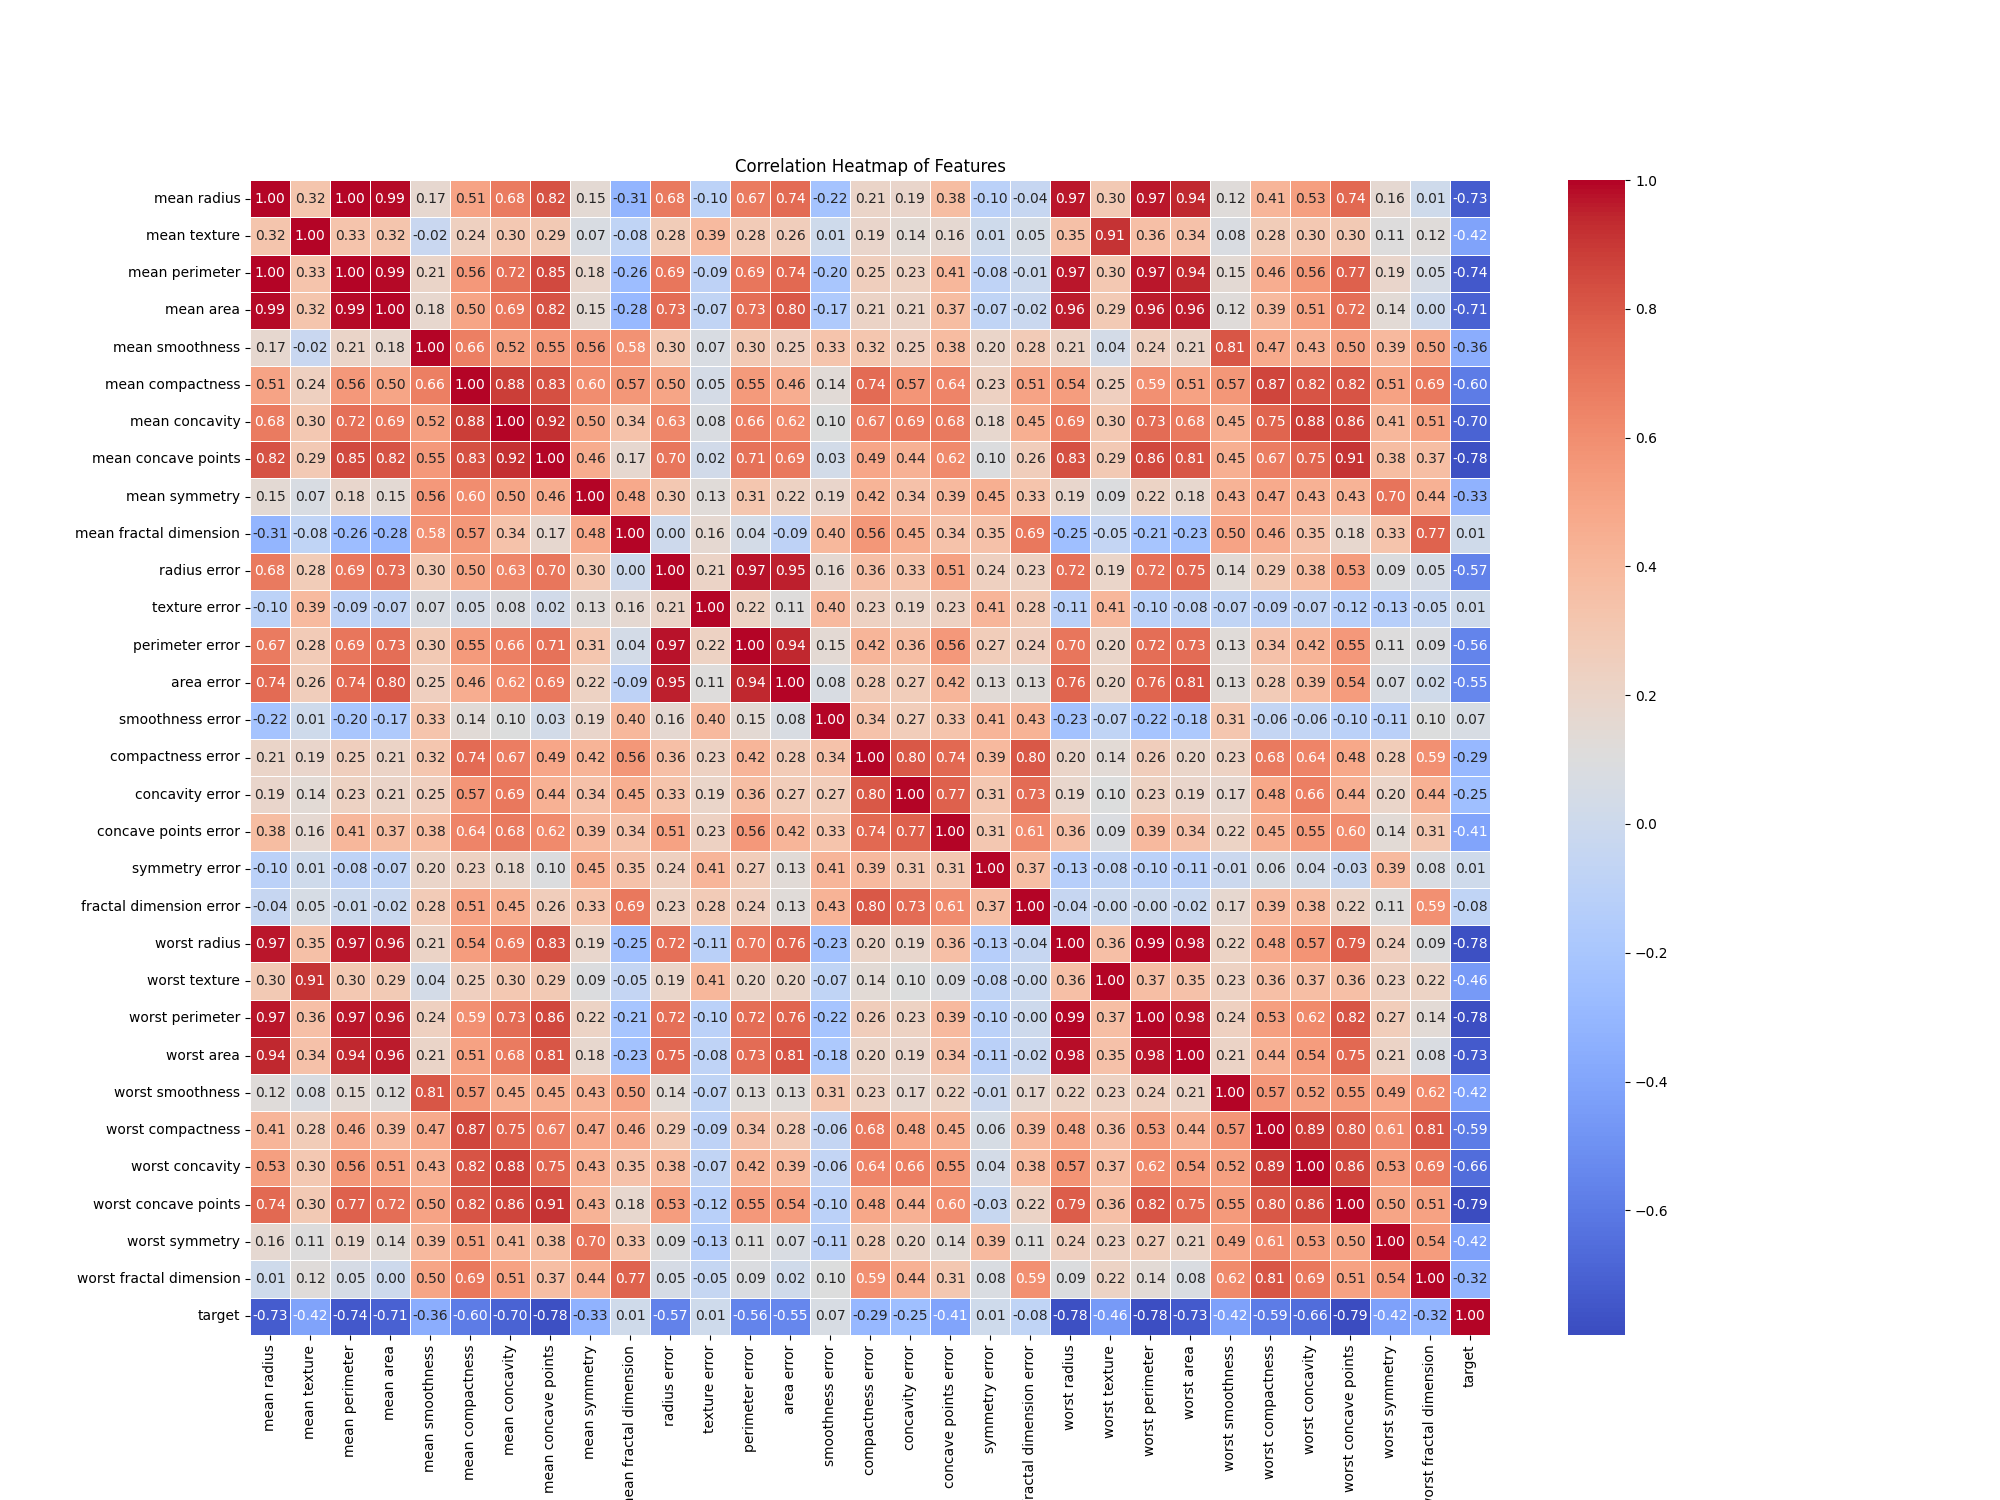 Correlation Heatmap of Features
mean radius 1.00 0.32 1.00 0.99 0.17 0.51 0.68 0.82 0.15 -0.31 0.68 -0.10 0.67 0.74 -0.22 0.21 0.19 0.38 -0.10 -0.04 0.97 0.30 0.97 0.94 0.12 0.41 0.53 0.74 0.16 0.01 -0.73
mean texture 0.32 1.00 0.33 0.32 -0.02 0.24 0.30 0.29 0.07 -0.08 0.28 0.39 0.28 0.26 0.01 0.19 0.14 0.16 0.01 0.05 0.35 0.91 0.36 0.34 0.08 0.28 0.30 0.30 0.11 0.12 -0.42
mean perimeter 1.00 0.33 1.00 0.99 0.21 0.56 0.72 0.85 0.18 -0.26 0.69 -0.09 0.69 0.74 -0.20 0.25 0.23 0.41 -0.08 -0.01 0.97 0.30 0.97 0.94 0.15 0.46 0.56 0.77 0.19 0.05 -0.74
mean area 0.99 0.32 0.99 1.00 0.18 0.50 0.69 0.82 0.15 -0.28 0.73 -0.07 0.73 0.80 -0.17 0.21 0.21 0.37 -0.07 -0.02 0.96 0.29 0.96 0.96 0.12 0.39 0.51 0.72 0.14 0.00 -0.71
mean smoothness 0.17 -0.02 0.21 0.18 1.00 0.66 0.52 0.55 0.56 0.58 0.30 0.07 0.30 0.25 0.33 0.32 0.25 0.38 0.20 0.28 0.21 0.04 0.24 0.21 0.81 0.47 0.43 0.50 0.39 0.50 -0.36
mean compactness 0.51 0.24 0.56 0.50 0.66 1.00 0.88 0.83 0.60 0.57 0.50 0.05 0.55 0.46 0.14 0.74 0.57 0.64 0.23 0.51 0.54 0.25 0.59 0.51 0.57 0.87 0.82 0.82 0.51 0.69 -0.60
mean concavity 0.68 0.30 0.72 0.69 0.52 0.88 1.00 0.92 0.50 0.34 0.63 0.08 0.66 0.62 0.10 0.67 0.69 0.68 0.18 0.45 0.69 0.30 0.73 0.68 0.45 0.75 0.88 0.86 0.41 0.51 -0.70
mean concave points 0.82 0.29 0.85 0.82 0.55 0.83 0.92 1.00 0.46 0.17 0.70 0.02 0.71 0.69 0.03 0.49 0.44 0.62 0.10 0.26 0.83 0.29 0.86 0.81 0.45 0.67 0.75 0.91 0.38 0.37 -0.78
mean symmetry 0.15 0.07 0.18 0.15 0.56 0.60 0.50 0.46 1.00 0.48 0.30 0.13 0.31 0.22 0.19 0.42 0.34 0.39 0.45 0.33 0.19 0.09 0.22 0.18 0.43 0.47 0.43 0.43 0.70 0.44 -0.33
mean fractal dimension -0.31 -0.08 -0.26 -0.28 0.58 0.57 0.34 0.17 0.48 1.00 0.00 0.16 0.04 -0.09 0.40 0.56 0.45 0.34 0.35 0.69 -0.25 -0.05 -0.21 -0.23 0.50 0.46 0.35 0.18 0.33 0.77 0.01
radius error 0.68 0.28 0.69 0.73 0.30 0.50 0.63 0.70 0.30 0.00 1.00 0.21 0.97 0.95 0.16 0.36 0.33 0.51 0.24 0.23 0.72 0.19 0.72 0.75 0.14 0.29 0.38 0.53 0.09 0.05 -0.57
texture error -0.10 0.39 -0.09 -0.07 0.07 0.05 0.08 0.02 0.13 0.16 0.21 1.00 0.22 0.11 0.40 0.23 0.19 0.23 0.41 0.28 -0.11 0.41 -0.10 -0.08 -0.07 -0.09 -0.07 -0.12 -0.13 -0.05 0.01
perimeter error 0.67 0.28 0.69 0.73 0.30 0.55 0.66 0.71 0.31 0.04 0.97 0.22 1.00 0.94 0.15 0.42 0.36 0.56 0.27 0.24 0.70 0.20 0.72 0.73 0.13 0.34 0.42 0.55 0.11 0.09 -0.56
area error 0.74 0.26 0.74 0.80 0.25 0.46 0.62 0.69 0.22 -0.09 0.95 0.11 0.94 1.00 0.08 0.28 0.27 0.42 0.13 0.13 0.76 0.20 0.76 0.81 0.13 0.28 0.39 0.54 0.07 0.02 -0.55
smoothness error -0.22 0.01 -0.20 -0.17 0.33 0.14 0.10 0.03 0.19 0.40 0.16 0.40 0.15 0.08 1.00 0.34 0.27 0.33 0.41 0.43 -0.23 -0.07 -0.22 -0.18 0.31 -0.06 -0.06 -0.10 -0.11 0.10 0.07
compactness error 0.21 0.19 0.25 0.21 0.32 0.74 0.67 0.49 0.42 0.56 0.36 0.23 0.42 0.28 0.34 1.00 0.80 0.74 0.39 0.80 0.20 0.14 0.26 0.20 0.23 0.68 0.64 0.48 0.28 0.59 -0.29
concavity error 0.19 0.14 0.23 0.21 0.25 0.57 0.69 0.44 0.34 0.45 0.33 0.19 0.36 0.27 0.27 0.80 1.00 0.77 0.31 0.73 0.19 0.10 0.23 0.19 0.17 0.48 0.66 0.44 0.20 0.44 -0.25
concave points error 0.38 0.16 0.41 0.37 0.38 0.64 0.68 0.62 0.39 0.34 0.51 0.23 0.56 0.42 0.33 0.74 0.77 1.00 0.31 0.61 0.36 0.09 0.39 0.34 0.22 0.45 0.55 0.60 0.14 0.31 -0.41
symmetry error -0.10 0.01 -0.08 -0.07 0.20 0.23 0.18 0.10 0.45 0.35 0.24 0.41 0.27 0.13 0.41 0.39 0.31 0.31 1.00 0.37 -0.13 -0.08 -0.10 -0.11 -0.01 0.06 0.04 -0.03 0.39 0.08 0.01
fractal dimension error -0.04 0.05 -0.01 -0.02 0.28 0.51 0.45 0.26 0.33 0.69 0.23 0.28 0.24 0.13 0.43 0.80 0.73 0.61 0.37 1.00 -0.04 -0.00 -0.00 -0.02 0.17 0.39 0.38 0.22 0.11 0.59 -0.08
worst radius 0.97 0.35 0.97 0.96 0.21 0.54 0.69 0.83 0.19 -0.25 0.72 -0.11 0.70 0.76 -0.23 0.20 0.19 0.36 -0.13 -0.04 1.00 0.36 0.99 0.98 0.22 0.48 0.57 0.79 0.24 0.09 -0.78
worst texture 0.30 0.91 0.30 0.29 0.04 0.25 0.30 0.29 0.09 -0.05 0.19 0.41 0.20 0.20 -0.07 0.14 0.10 0.09 -0.08 -0.00 0.36 1.00 0.37 0.35 0.23 0.36 0.37 0.36 0.23 0.22 -0.46
worst perimeter 0.97 0.36 0.97 0.96 0.24 0.59 0.73 0.86 0.22 -0.21 0.72 -0.10 0.72 0.76 -0.22 0.26 0.23 0.39 -0.10 -0.00 0.99 0.37 1.00 0.98 0.24 0.53 0.62 0.82 0.27 0.14 -0.78
worst area 0.94 0.34 0.94 0.96 0.21 0.51 0.68 0.81 0.18 -0.23 0.75 -0.08 0.73 0.81 -0.18 0.20 0.19 0.34 -0.11 -0.02 0.98 0.35 0.98 1.00 0.21 0.44 0.54 0.75 0.21 0.08 -0.73
worst smoothness 0.12 0.08 0.15 0.12 0.81 0.57 0.45 0.45 0.43 0.50 0.14 -0.07 0.13 0.13 0.31 0.23 0.17 0.22 -0.01 0.17 0.22 0.23 0.24 0.21 1.00 0.57 0.52 0.55 0.49 0.62 -0.42
worst compactness 0.41 0.28 0.46 0.39 0.47 0.87 0.75 0.67 0.47 0.46 0.29 -0.09 0.34 0.28 -0.06 0.68 0.48 0.45 0.06 0.39 0.48 0.36 0.53 0.44 0.57 1.00 0.89 0.80 0.61 0.81 -0.59
worst concavity 0.53 0.30 0.56 0.51 0.43 0.82 0.88 0.75 0.43 0.35 0.38 -0.07 0.42 0.39 -0.06 0.64 0.66 0.55 0.04 0.38 0.57 0.37 0.62 0.54 0.52 0.89 1.00 0.86 0.53 0.69 -0.66
worst concave points 0.74 0.30 0.77 0.72 0.50 0.82 0.86 0.91 0.43 0.18 0.53 -0.12 0.55 0.54 -0.10 0.48 0.44 0.60 -0.03 0.22 0.79 0.36 0.82 0.75 0.55 0.80 0.86 1.00 0.50 0.51 -0.79
worst symmetry 0.16 0.11 0.19 0.14 0.39 0.51 0.41 0.38 0.70 0.33 0.09 -0.13 0.11 0.07 -0.11 0.28 0.20 0.14 0.39 0.11 0.24 0.23 0.27 0.21 0.49 0.61 0.53 0.50 1.00 0.54 -0.42
worst fractal dimension 0.01 0.12 0.05 0.00 0.50 0.69 0.51 0.37 0.44 0.77 0.05 -0.05 0.09 0.02 0.10 0.59 0.44 0.31 0.08 0.59 0.09 0.22 0.14 0.08 0.62 0.81 0.69 0.51 0.54 1.00 -0.32
target -0.73 -0.42 -0.74 -0.71 -0.36 -0.60 -0.70 -0.78 -0.33 0.01 -0.57 0.01 -0.56 -0.55 0.07 -0.29 -0.25 -0.41 0.01 -0.08 -0.78 -0.46 -0.78 -0.73 -0.42 -0.59 -0.66 -0.79 -0.42 -0.32 1.00
mean radius
mean texture
mean perimeter
mean area
mean smoothness
mean compactness
mean concavity
mean concave points
mean symmetry
fractal dimension
radius error
texture error
perimeter error
area error
smoothness error
compactness error
concavity error
concave points error
symmetry error
dimension error
worst radius
worst texture
worst perimeter
worst area
worst smoothness
worst compactness
worst concavity
worst concave points
worst symmetry
fractal dimension
target
1.0
0.8
0.6
0.4
0.2
0.0
−0.2
−0.4
−0.6